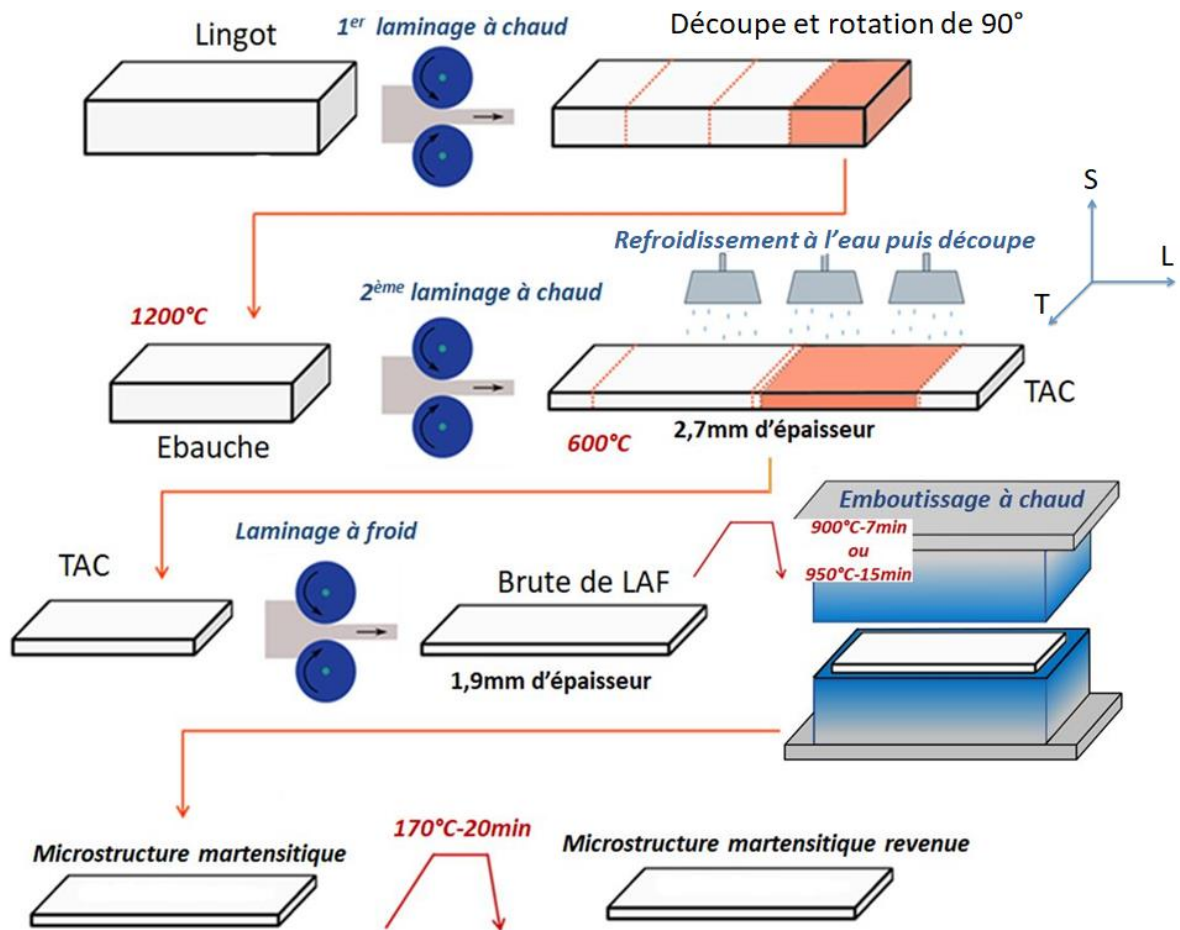 Lingot
1er laminage à chaud
Découpe et rotation de 90°
S
L
T
Refroidissement à l'eau puis découpe
1200°C
2ème laminage à chaud
Ebauche
600°C
2,7mm d'épaisseur
TAC
TAC
Laminage à froid
Brute de LAF
1,9mm d'épaisseur
Emboutissage à chaud
900°C-7min
ou
950°C-15min
Microstructure martensitique
170°C-20min
Microstructure martensitique revenue